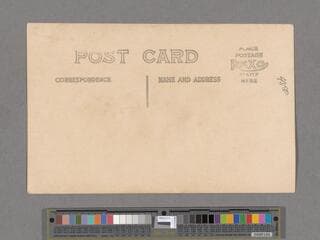 POST CARD
CORRESPONDENCE
NAME AND ADDRESS
PLACE
POSTAGE
STAMP
HERE